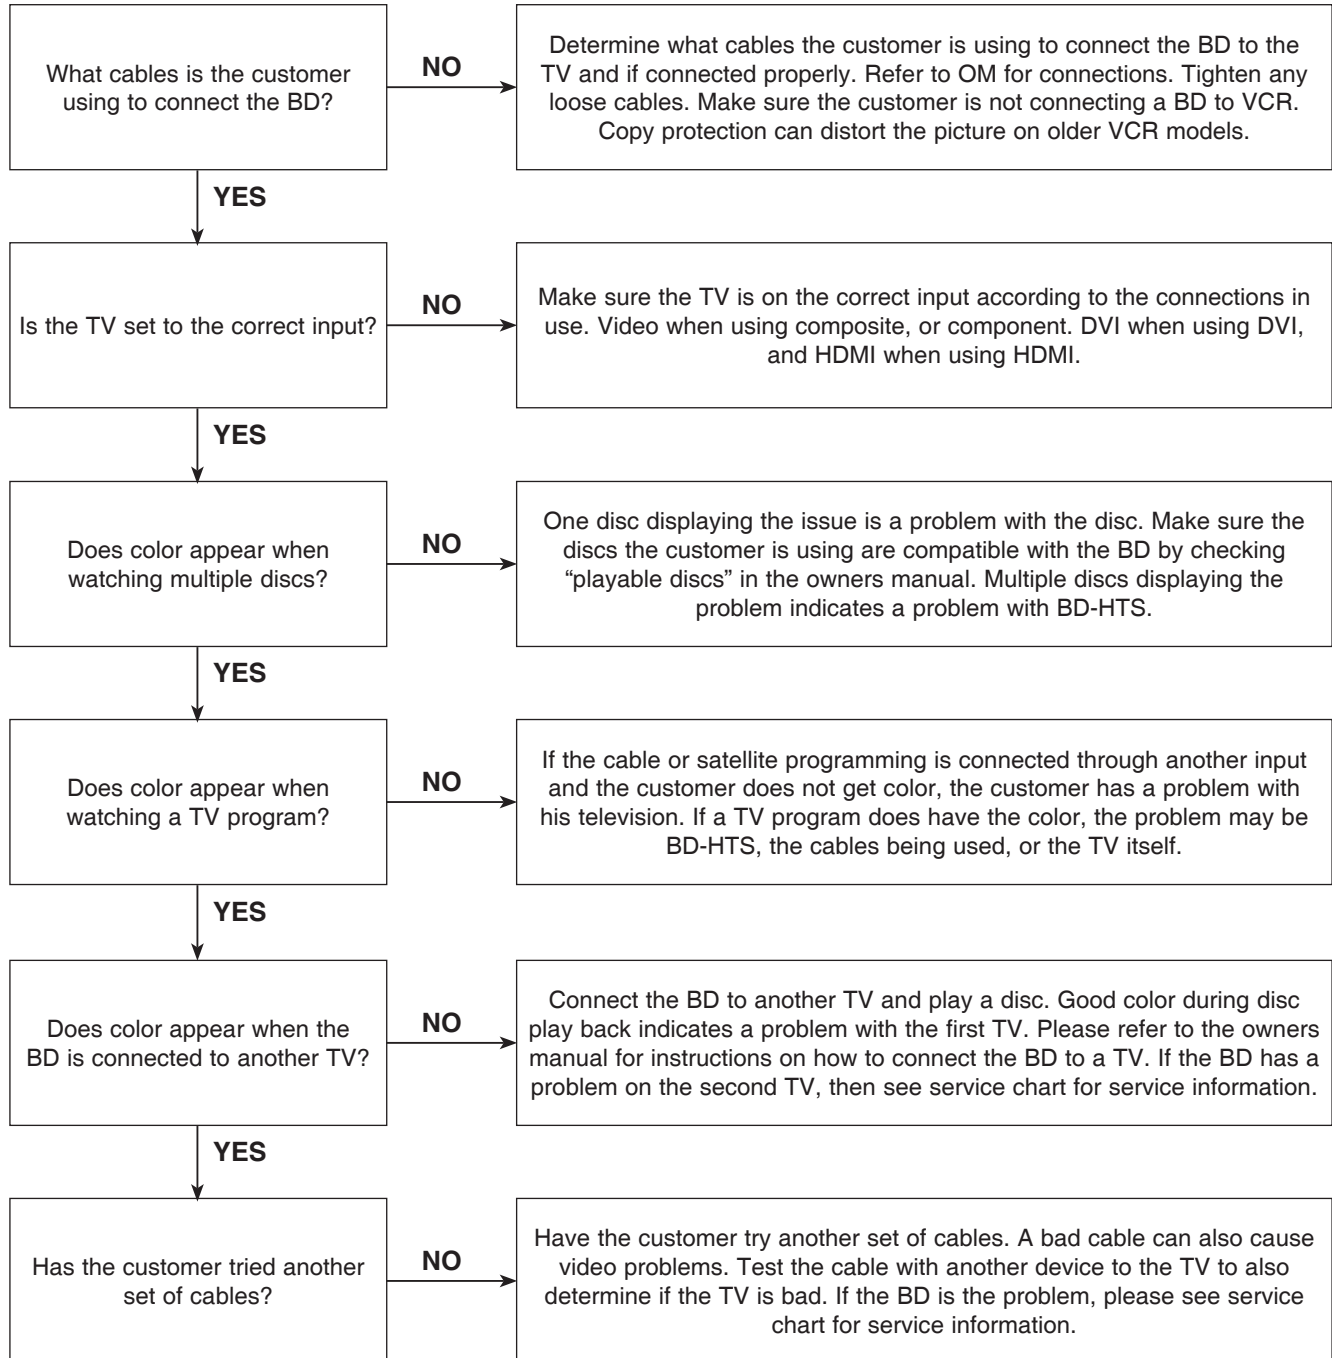 What cables is the customer
using to connect the BD?
NO
Determine what cables the customer is using to connect the BD to the
TV and if connected properly. Refer to OM for connections. Tighten any
loose cables. Make sure the customer is not connecting a BD to VCR.
Copy protection can distort the picture on older VCR models.
YES
Is the TV set to the correct input?
NO
Make sure the TV is on the correct input according to the connections in
use. Video when using composite, or component. DVI when using DVI,
and HDMI when using HDMI.
YES
Does color appear when
watching multiple discs?
NO
One disc displaying the issue is a problem with the disc. Make sure the
discs the customer is using are compatible with the BD by checking
“playable discs” in the owners manual. Multiple discs displaying the
problem indicates a problem with BD-HTS.
YES
Does color appear when
watching a TV program?
NO
If the cable or satellite programming is connected through another input
and the customer does not get color, the customer has a problem with
his television. If a TV program does have the color, the problem may be
BD-HTS, the cables being used, or the TV itself.
YES
Does color appear when the
BD is connected to another TV?
NO
Connect the BD to another TV and play a disc. Good color during disc
play back indicates a problem with the first TV. Please refer to the owners
manual for instructions on how to connect the BD to a TV. If the BD has a
problem on the second TV, then see service chart for service information.
YES
Has the customer tried another
set of cables?
NO
Have the customer try another set of cables. A bad cable can also cause
video problems. Test the cable with another device to the TV to also
determine if the TV is bad. If the BD is the problem, please see service
chart for service information.